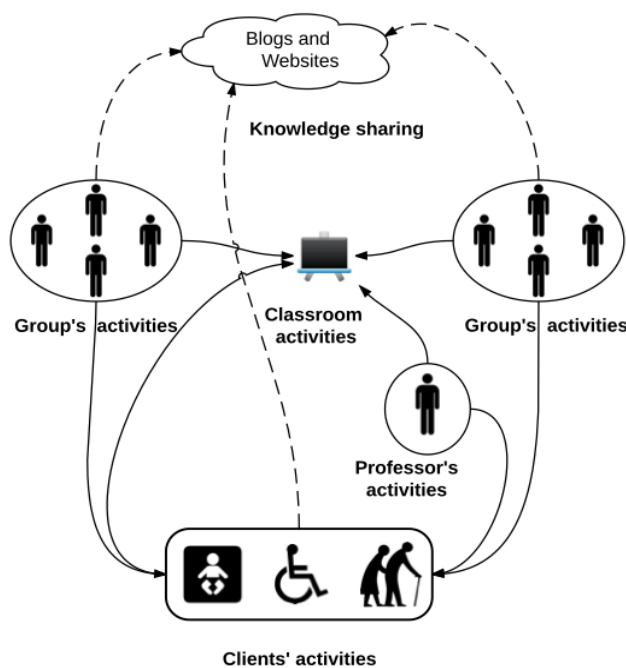 Blogs and
Websites
Knowledge sharing
Group's activities
Classroom
activities
Group's activities
Professor's
activities
Clients' activities